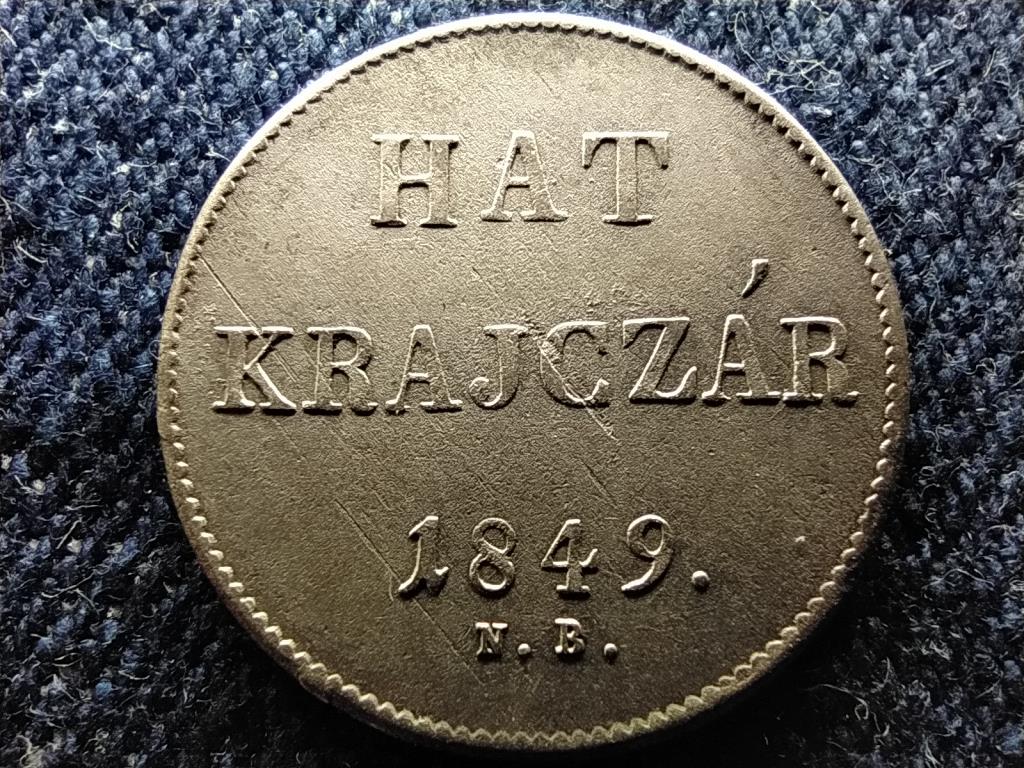 HAT
KRAJCZÁR
1849.
N.B.